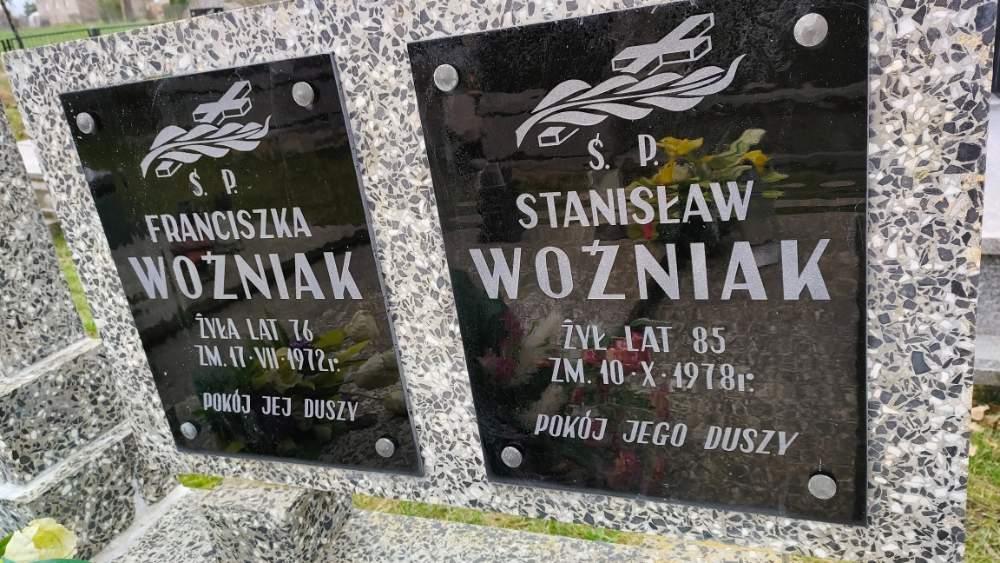 Ś. P.
FRANCISZKA
WOŹNIAK
ŻYŁA LAT 76
ZM. 17·VII·1972r.
POKÓJ JEJ DUSZY
Ś. P.
STANISŁAW
WOŹNIAK
ŻYŁ LAT 85
ZM. 10·X·1978r.
POKÓJ JEGO DUSZY